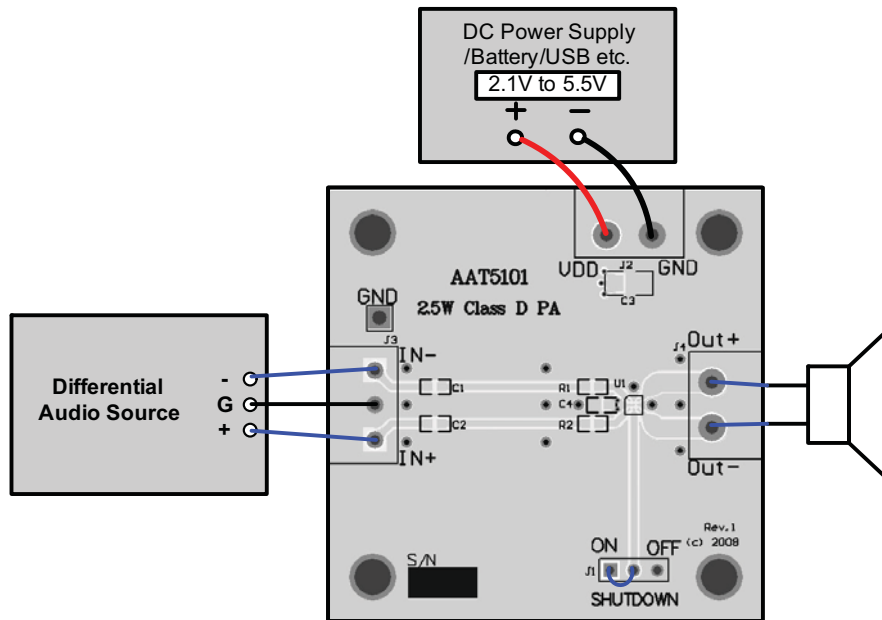 DC Power Supply
/Battery/USB etc.
2.1V to 5.5V
+ −
VDD J2 GND
C3
AAT5101
2.5W Class D PA
GND
J3
IN-
Differential
Audio Source
-
G
+
C1
C2
IN+
R1
U1
C4
R2
J4
Out+
Out-
Rev.1
(c) 2008
S/N
ON OFF
J1
SHUTDOWN